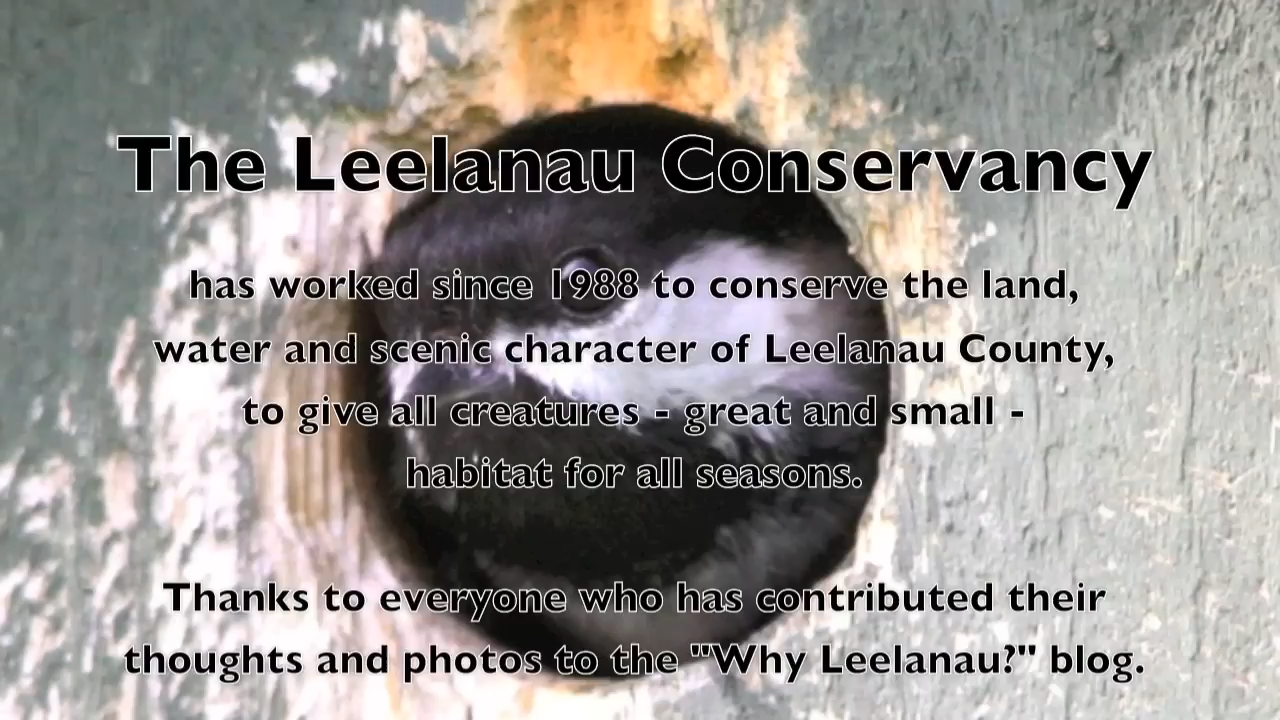 The Leelanau Conservancy
has worked since 1988 to conserve the land,
water and scenic character of Leelanau County,
to give all creatures - great and small -
habitat for all seasons.
Thanks to everyone who has contributed their
thoughts and photos to the "Why Leelanau?" blog.